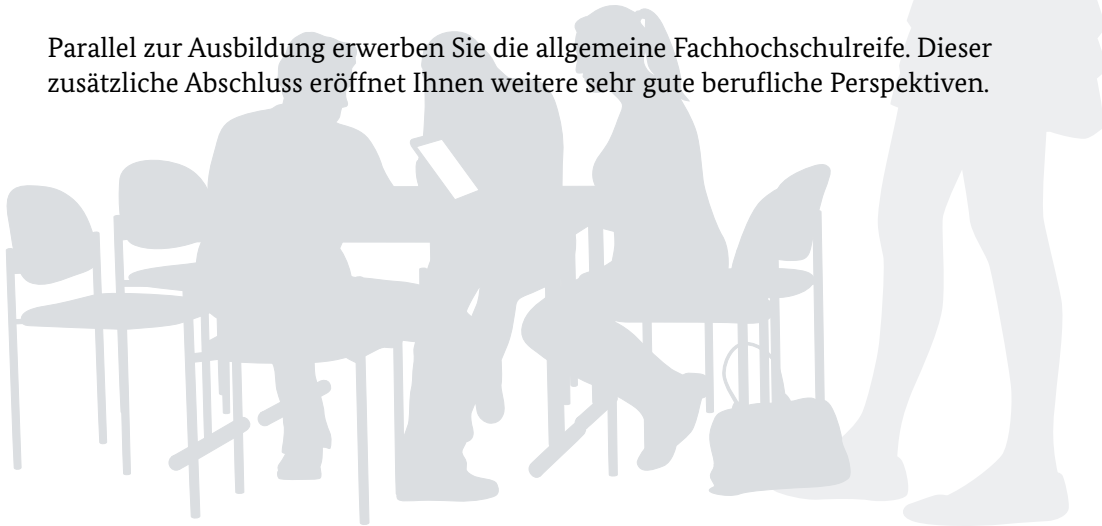 Parallel zur Ausbildung erwerben Sie die allgemeine Fachhochschulreife. Dieser
zusätzliche Abschluss eröffnet Ihnen weitere sehr gute berufliche Perspektiven.